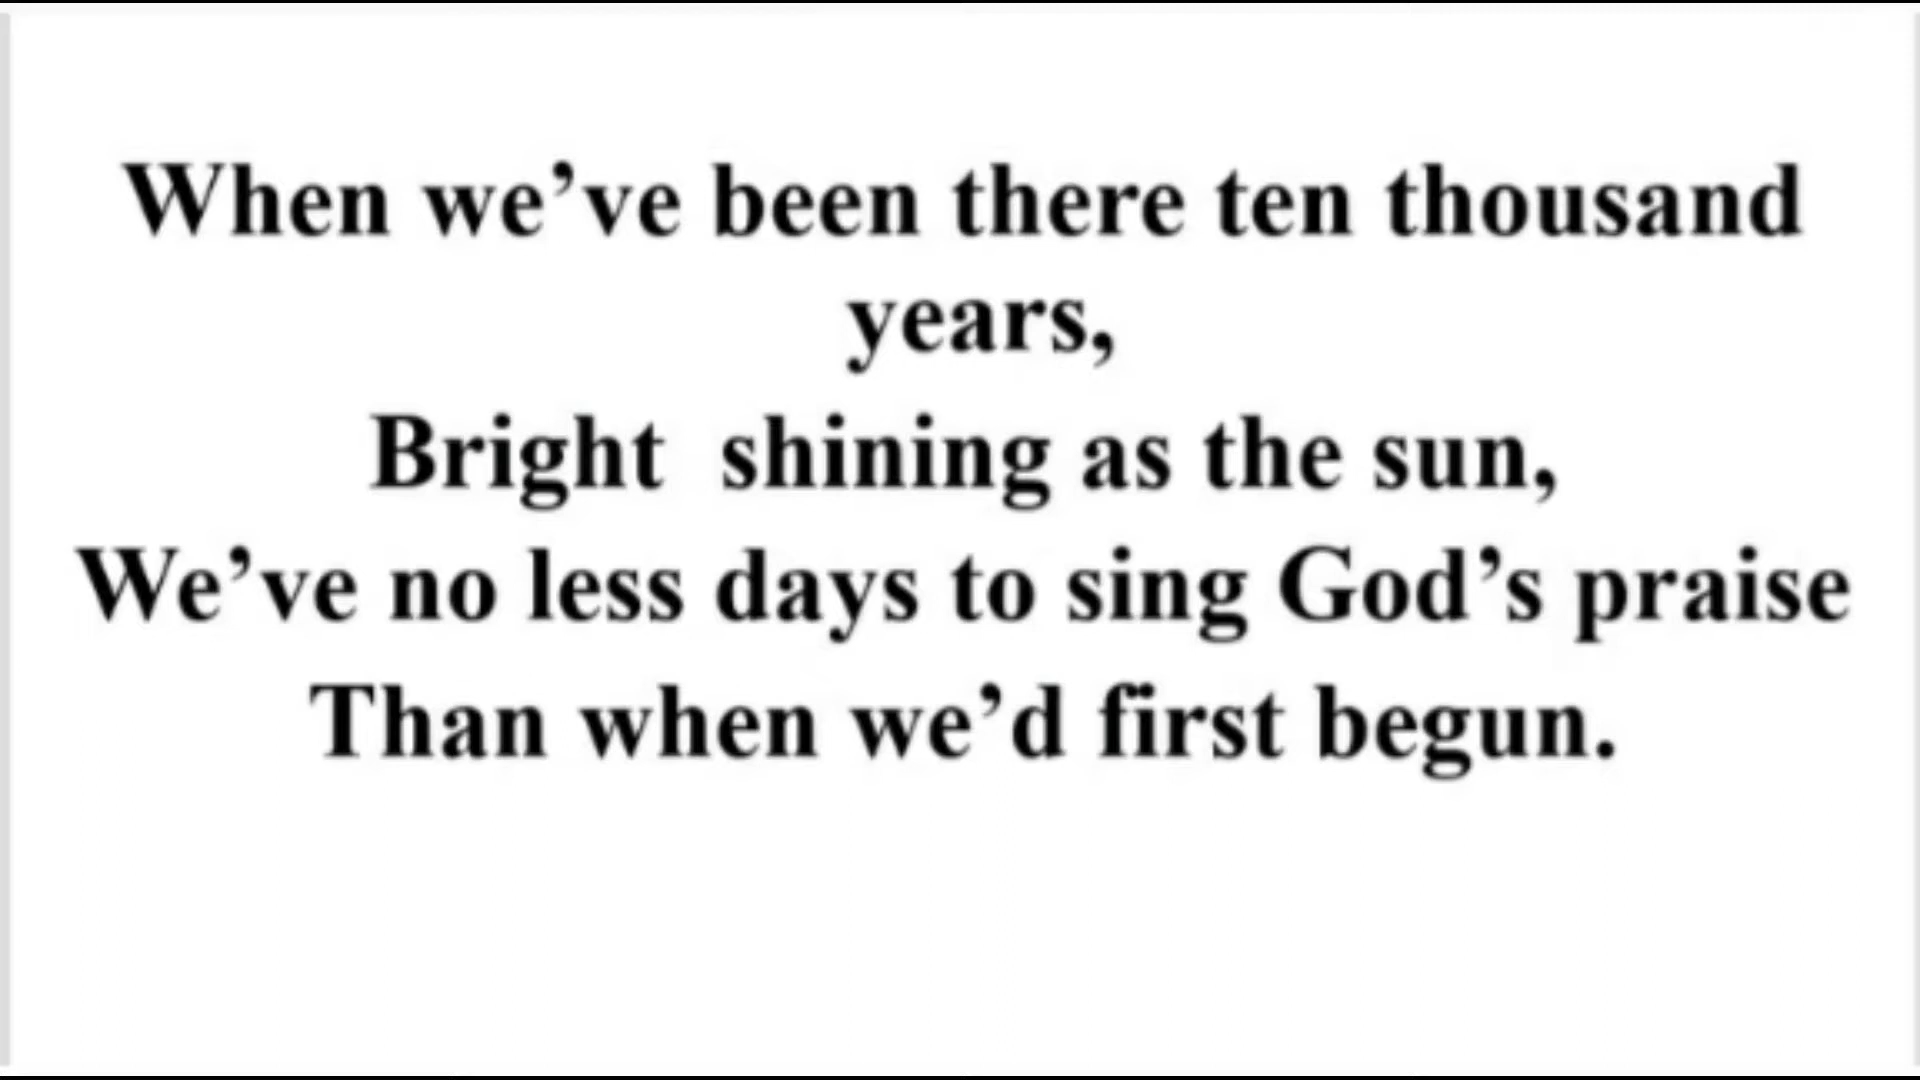 When we’ve been there ten thousand
years,
Bright  shining as the sun,
We’ve no less days to sing God’s praise
Than when we’d first begun.